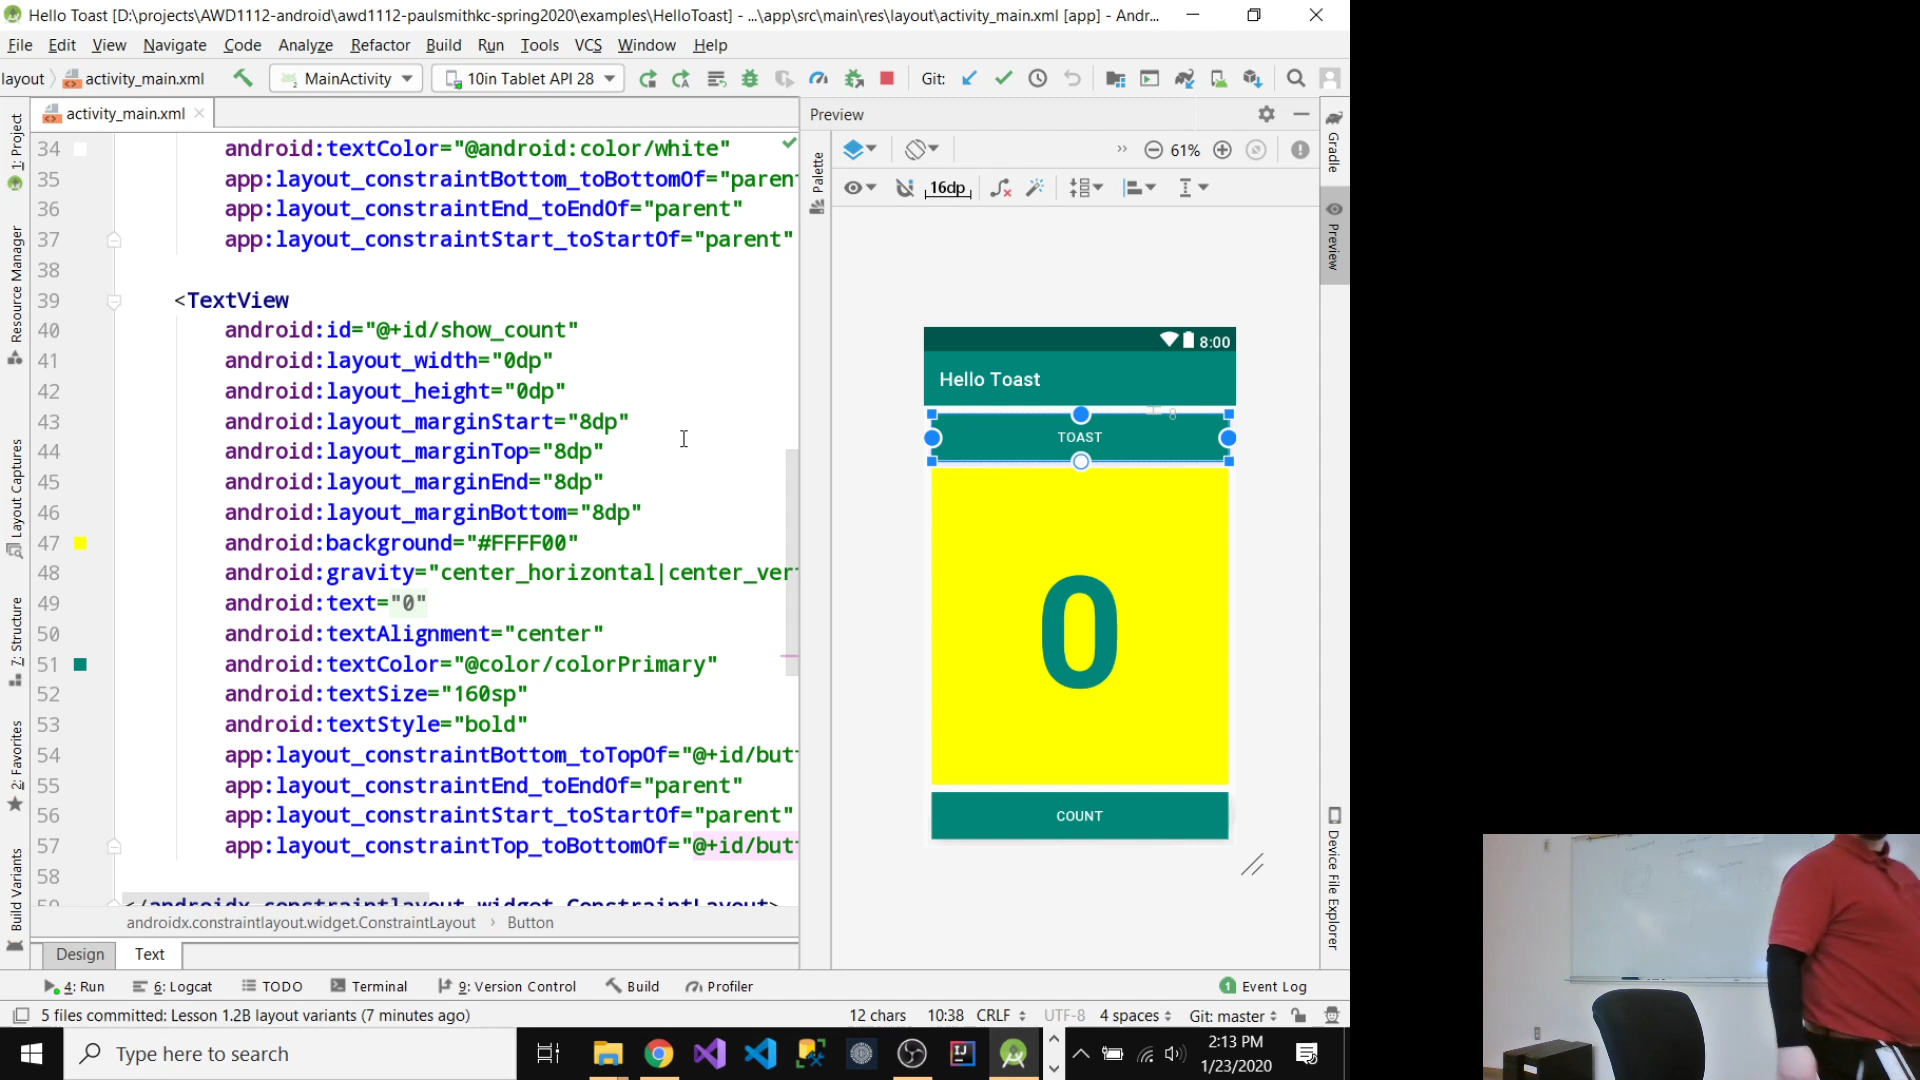 Hello Toast [D:\projects\AWD1112-android\awd1112-paulsmithkc-spring2020\examples\HelloToast] - ...\app\src\main\res\layout\activity_main.xml [app] - Andr...
File Edit View Navigate Code Analyze Refactor Build Run Tools VCS Window Help
layout activity_main.xml MainActivity 10in Tablet API 28 Git:
activity_main.xml
Preview
61%
16dp
1: Project
Resource Manager
Layout Captures
7: Structure
2: Favorites
Build Variants
34 android:textColor="@android:color/white"
35 app:layout_constraintBottom_toBottomOf="paren
36 app:layout_constraintEnd_toEndOf="parent"
37 app:layout_constraintStart_toStartOf="parent"
38
39 <TextView
40 android:id="@+id/show_count"
41 android:layout_width="0dp"
42 android:layout_height="0dp"
43 android:layout_marginStart="8dp"
44 android:layout_marginTop="8dp"
45 android:layout_marginEnd="8dp"
46 android:layout_marginBottom="8dp"
47 android:background="#FFFF00"
48 android:gravity="center_horizontal|center_ver
49 android:text="0"
50 android:textAlignment="center"
51 android:textColor="@color/colorPrimary"
52 android:textSize="160sp"
53 android:textStyle="bold"
54 app:layout_constraintBottom_toTopOf="@+id/but
55 app:layout_constraintEnd_toEndOf="parent"
56 app:layout_constraintStart_toStartOf="parent"
57 app:layout_constraintTop_toBottomOf="@+id/but
58
59 </androidx.constraintlayout.widget.ConstraintLayout>
androidx.constraintlayout.widget.ConstraintLayout › Button
Design Text
Palette
8:00
Hello Toast
8
TOAST
0
COUNT
Gradle
Preview
Device File Explorer
4: Run 6: Logcat TODO Terminal 9: Version Control Build Profiler 1 Event Log
5 files committed: Lesson 1.2B layout variants (7 minutes ago) 12 chars 10:38 CRLF UTF-8 4 spaces Git: master
Type here to search
2:13 PM
1/23/2020